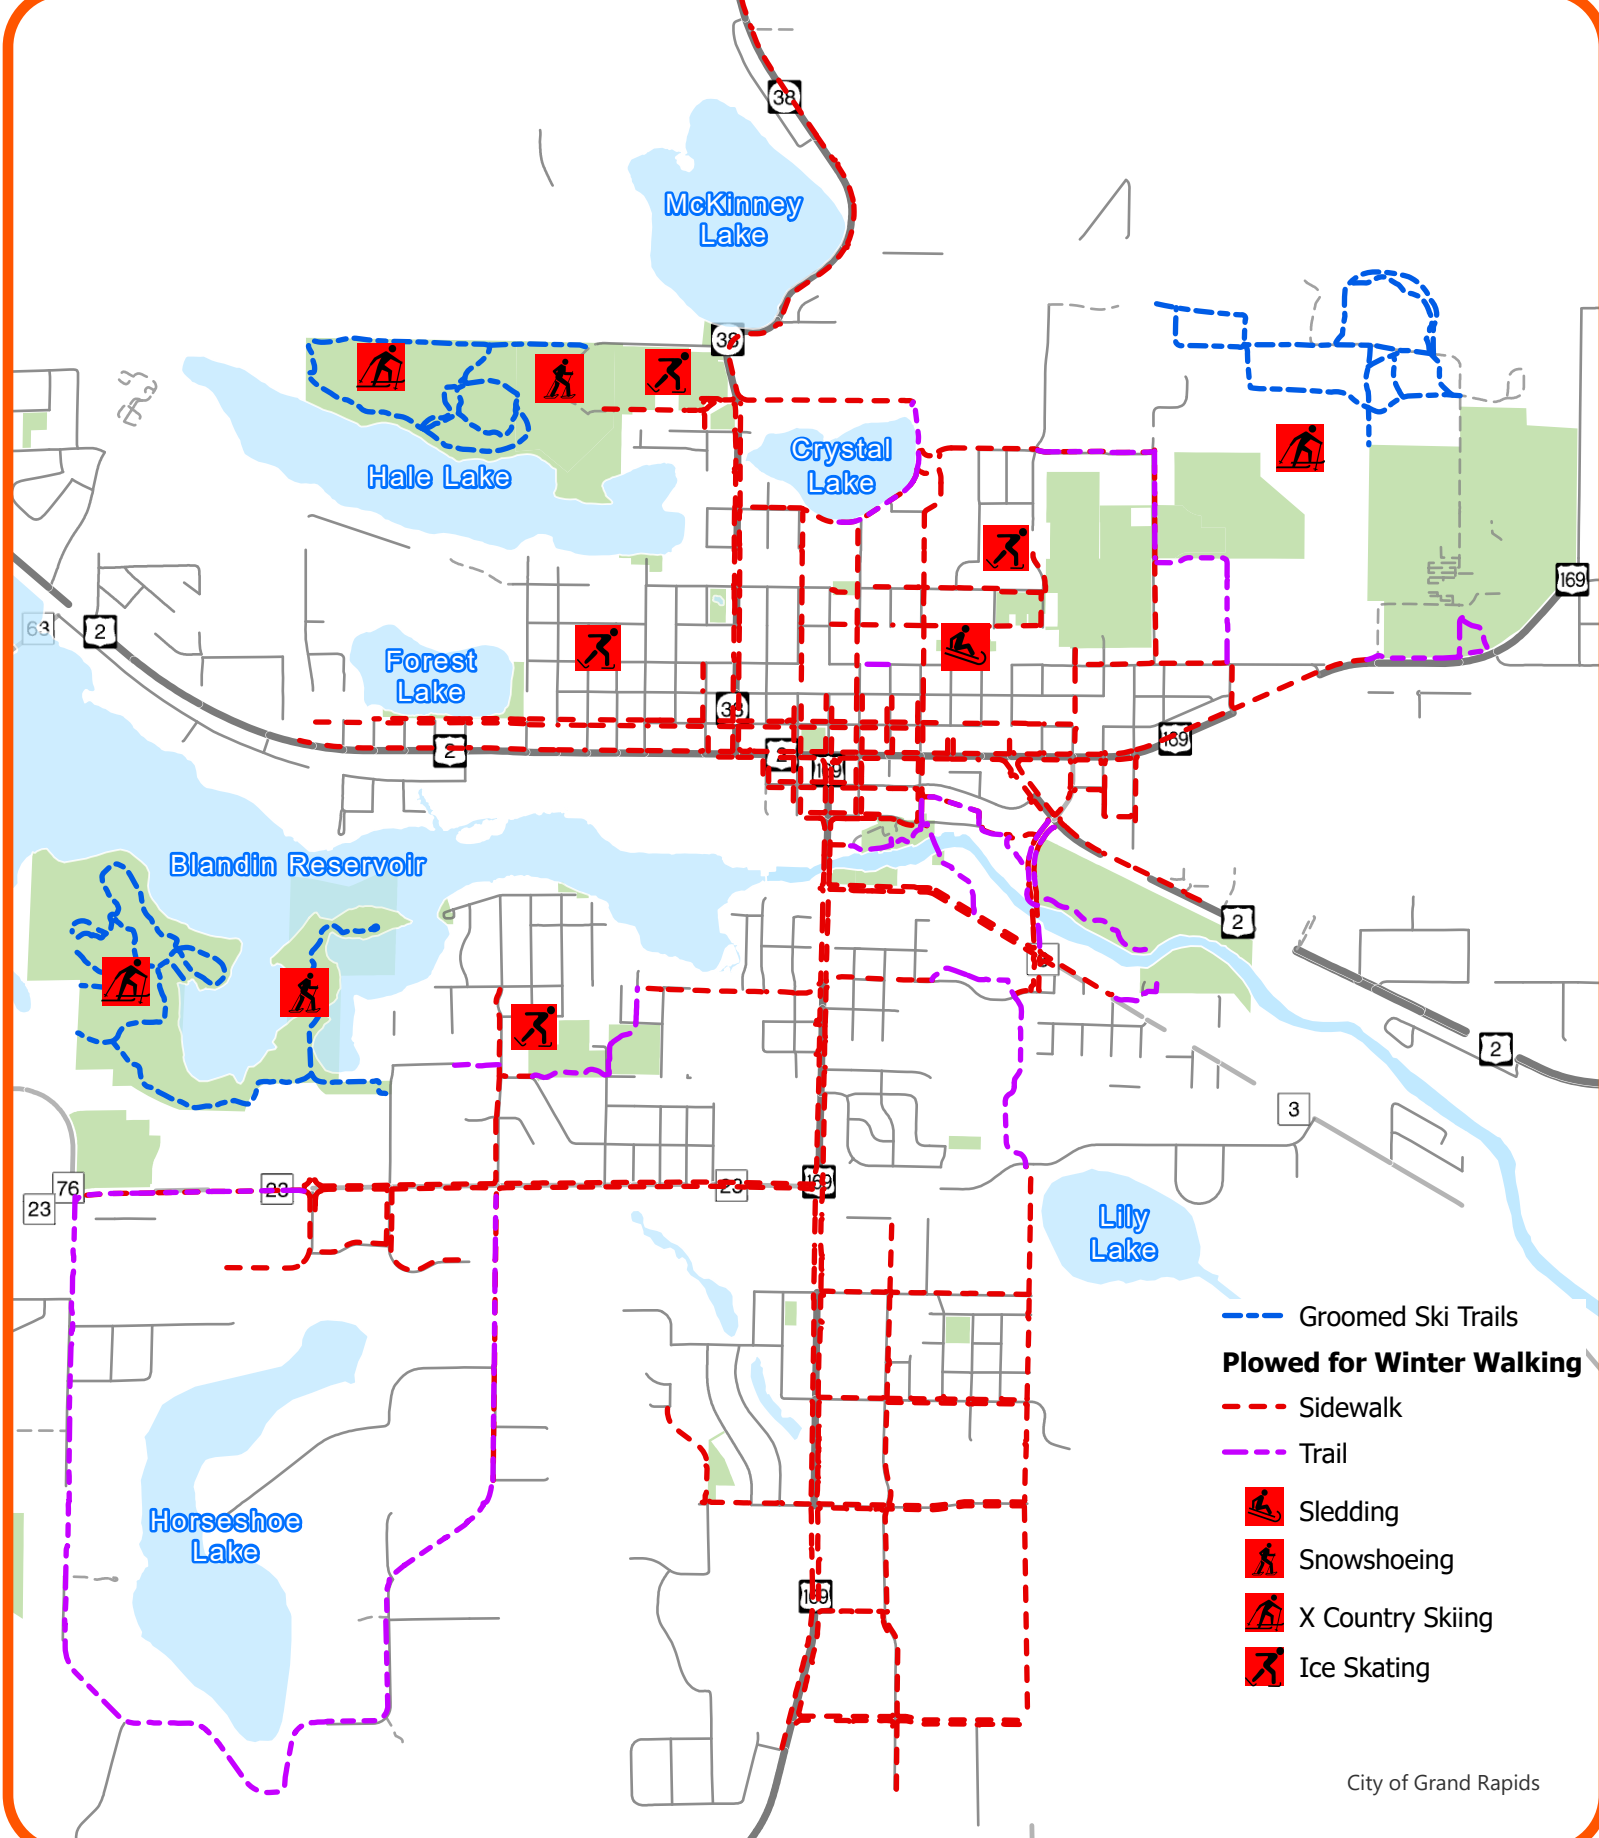 38
McKinney
Lake
38
Crystal
Lake
Hale Lake
169
63
2
Forest
Lake
38
2
2
169
169
Blandin Reservoir
2
2
3
76
23
23
23
169
Lily
Lake
Groomed Ski Trails
Plowed for Winter Walking
Sidewalk
Trail
Horseshoe
Lake
Sledding
Snowshoeing
169
X Country Skiing
Ice Skating
City of Grand Rapids